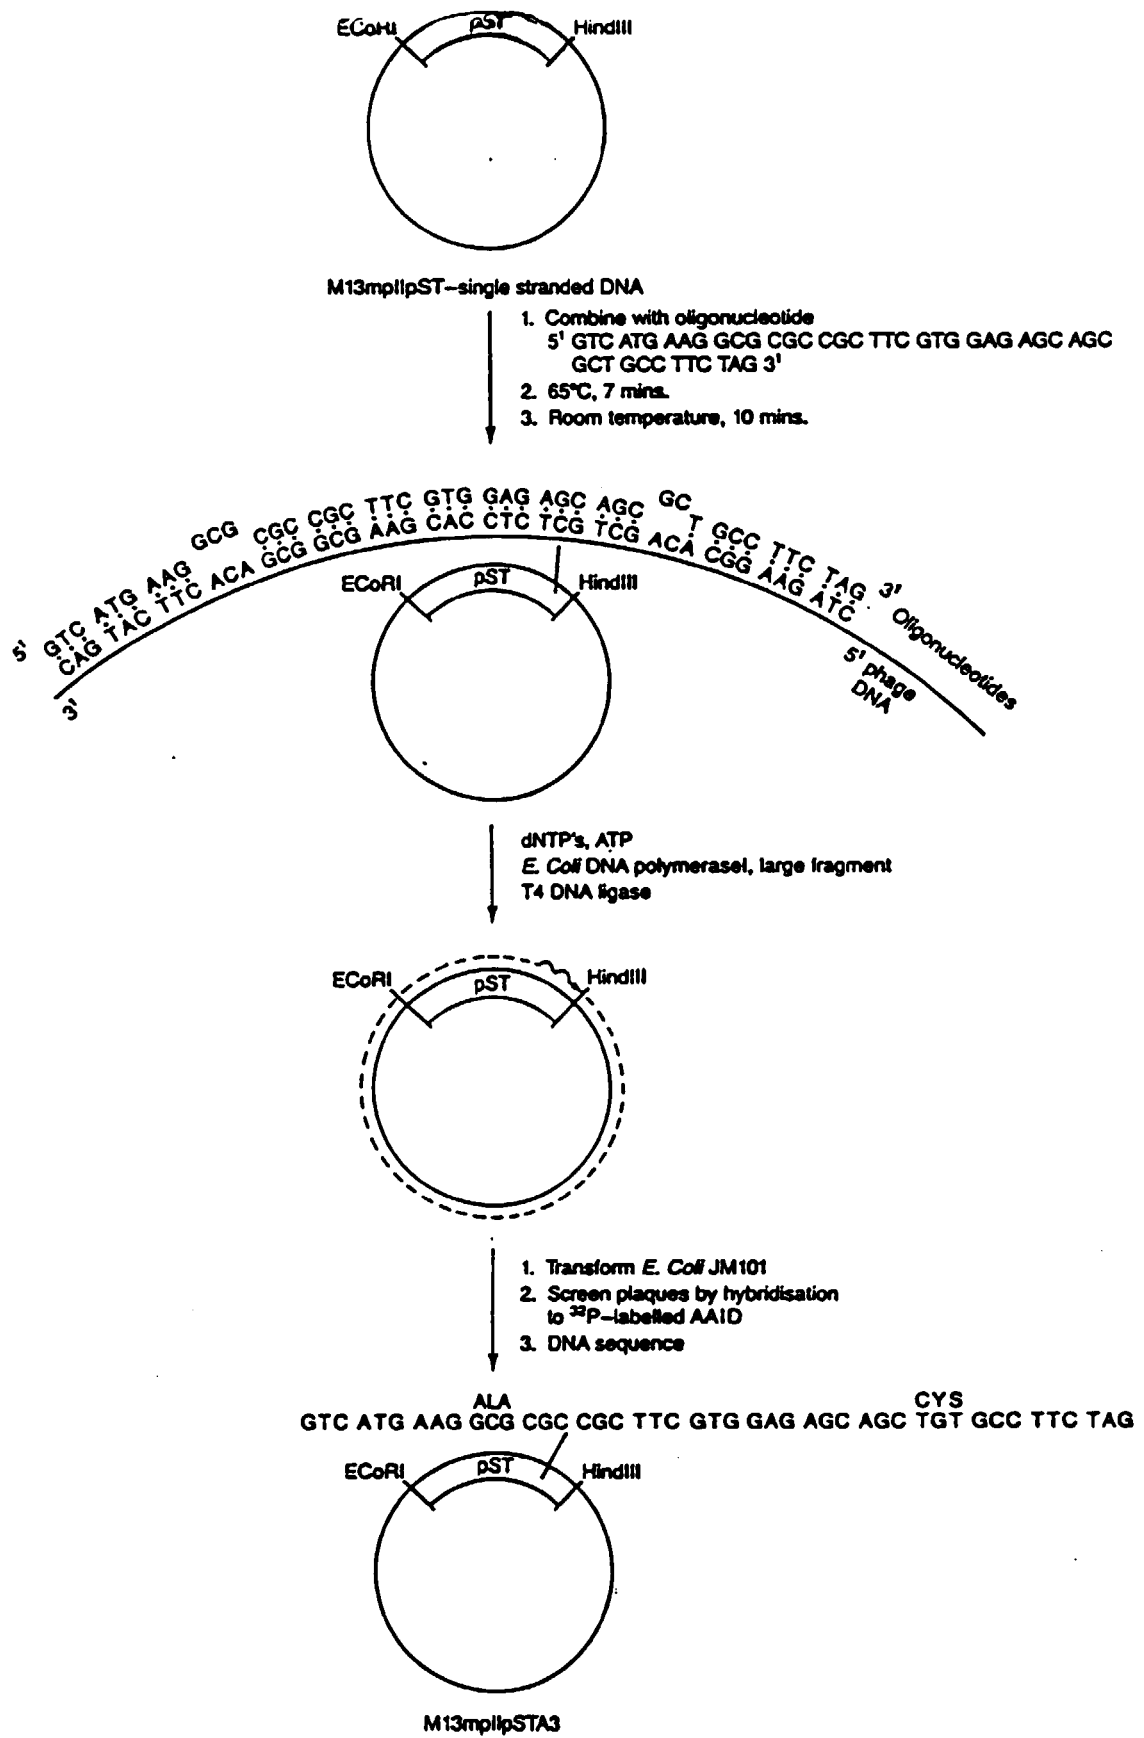 ECoRI pST HindIII
M13mpllpST-single stranded DNA
1. Combine with oligonucleotide
5' GTC ATG AAG GCG CGC CGC TTC GTG GAG AGC AGC
GCT GCC TTC TAG 3'
2. 65°C, 7 mins.
3. Room temperature, 10 mins.
5' GTC ATG AAG GCG CGC CGC TTC GTG GAG AGC AGC GCT GCC TTC TAG 3' Oligonucleotides
3' CAG TAC TTC ACA GCG GCG AAG CAC CTC TCG TCG ACA CGG AAG ATC 5' phage DNA
ECoRI pST HindIII
dNTP's, ATP
E. Coli DNA polymeraseI, large fragment
T4 DNA ligase
ECoRI pST HindIII
1. Transform E. Coli JM101
2. Screen plaques by hybridisation
to ³²P-labelled AA1D
3. DNA sequence
ALA CYS
GTC ATG AAG GCG CGC CGC TTC GTG GAG AGC AGC TGT GCC TTC TAG
ECoRI pST HindIII
M13mpllpSTA3